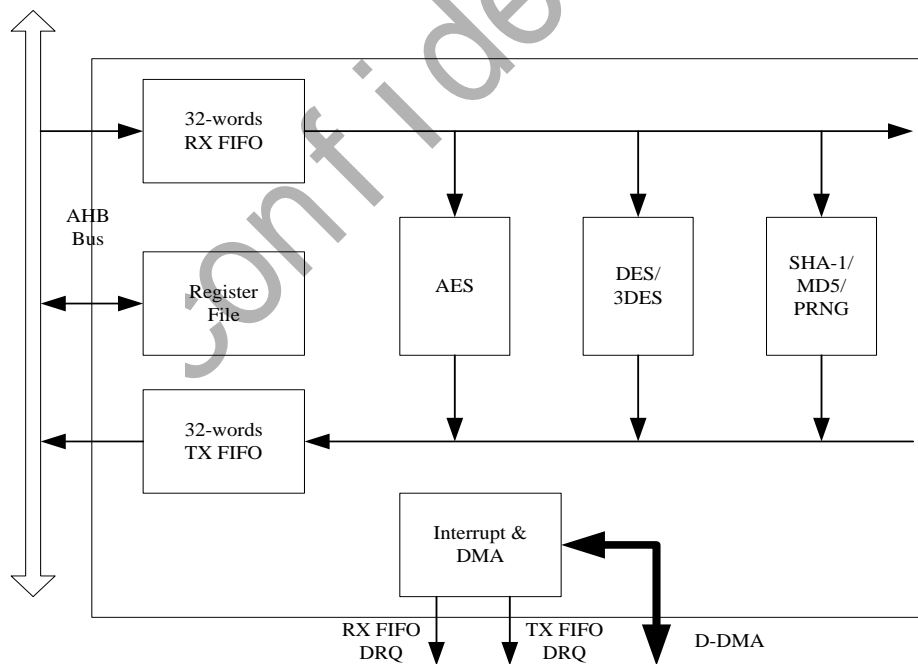 confide
32-words
RX FIFO
AHB
Bus
Register
File
AES
DES/
3DES
SHA-1/
MD5/
PRNG
32-words
TX FIFO
Interrupt &
DMA
RX FIFO
DRQ
TX FIFO
DRQ
D-DMA